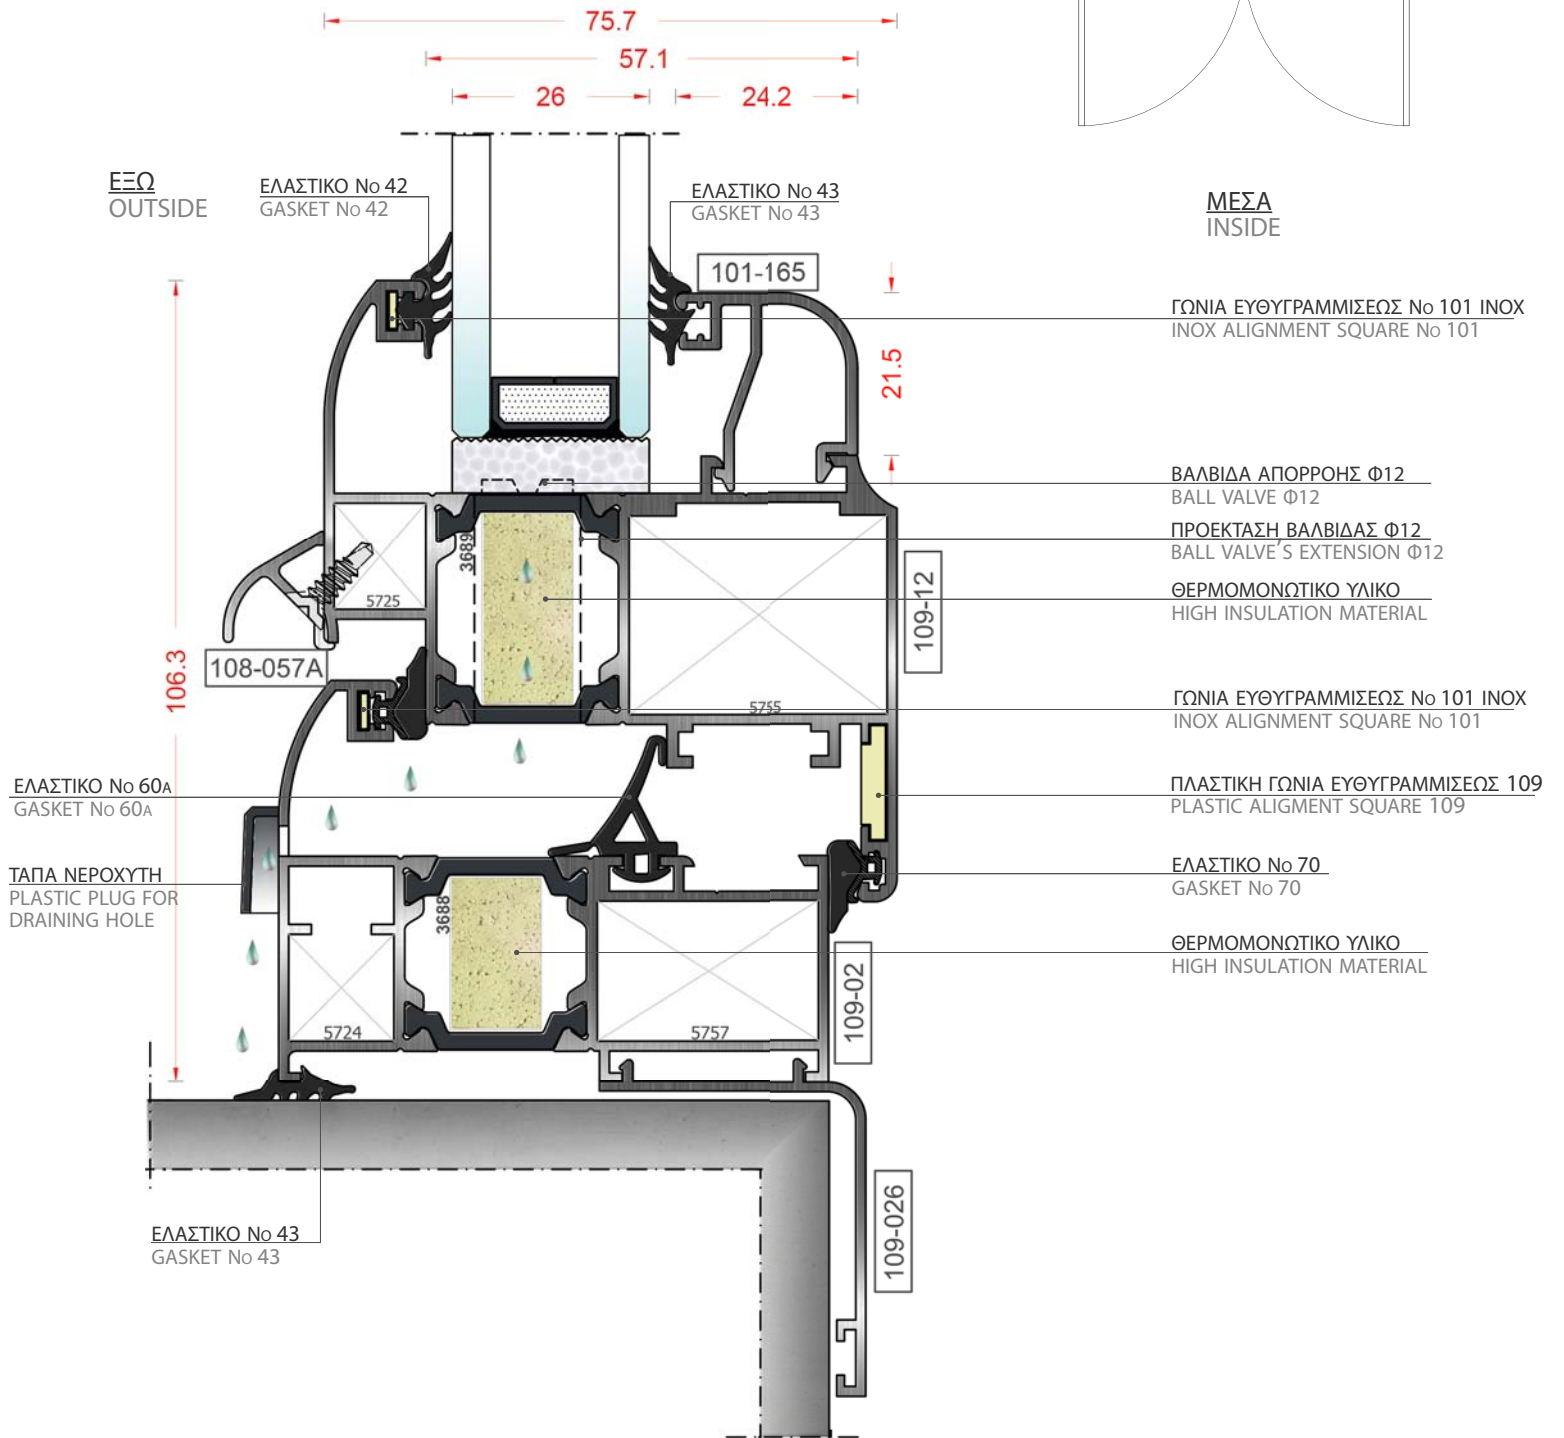 75.7
57.1
26
24.2
ΕΞΩ
OUTSIDE
ΕΛΑΣΤΙΚΟ No 42
GASKET No 42
ΕΛΑΣΤΙΚΟ No 43
GASKET No 43
ΜΕΣΑ
INSIDE
101-165
ΓΩΝΙΑ ΕΥΘΥΓΡΑΜΜΙΣΕΩΣ No 101 INOX
INOX ALIGNMENT SQUARE No 101
21.5
ΒΑΛΒΙΔΑ ΑΠΟΡΡΟΗΣ Φ12
BALL VALVE Φ12
ΠΡΟΕΚΤΑΣΗ ΒΑΛΒΙΔΑΣ Φ12
BALL VALVE'S EXTENSION Φ12
3689
5725
ΘΕΡΜΟΜΟΝΩΤΙΚΟ ΥΛΙΚΟ
HIGH INSULATION MATERIAL
109-12
108-057A
106.3
5755
ΓΩΝΙΑ ΕΥΘΥΓΡΑΜΜΙΣΕΩΣ No 101 INOX
INOX ALIGNMENT SQUARE No 101
ΕΛΑΣΤΙΚΟ No 60A
GASKET No 60A
ΠΛΑΣΤΙΚΗ ΓΩΝΙΑ ΕΥΘΥΓΡΑΜΜΙΣΕΩΣ 109
PLASTIC ALIGMENT SQUARE 109
ΤΑΠΑ ΝΕΡΟΧΥΤΗ
PLASTIC PLUG FOR
DRAINING HOLE
ΕΛΑΣΤΙΚΟ No 70
GASKET No 70
3688
ΘΕΡΜΟΜΟΝΩΤΙΚΟ ΥΛΙΚΟ
HIGH INSULATION MATERIAL
109-02
5724
5757
109-026
ΕΛΑΣΤΙΚΟ No 43
GASKET No 43